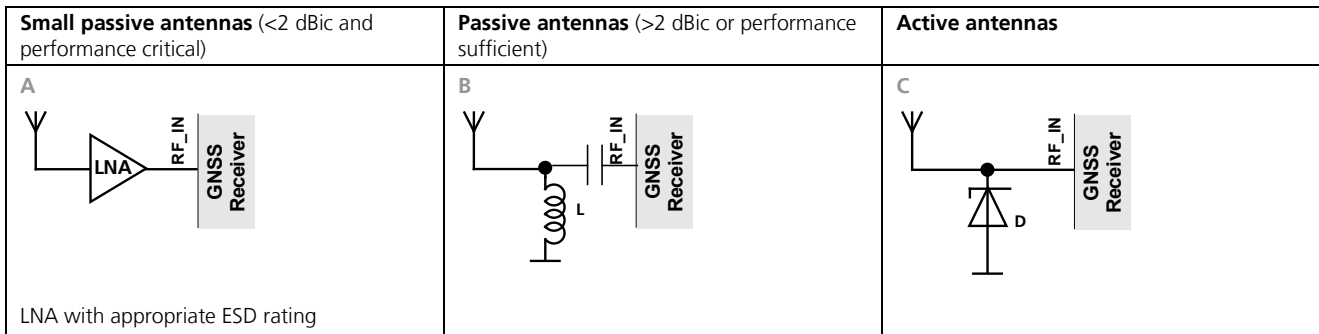 Small passive antennas (<2 dBic and
performance critical)
Passive antennas (>2 dBic or performance
sufficient)
Active antennas
A
LNA
RF_IN
GNSS
Receiver
LNA with appropriate ESD rating
B
L
RF_IN
GNSS
Receiver
C
D
RF_IN
GNSS
Receiver